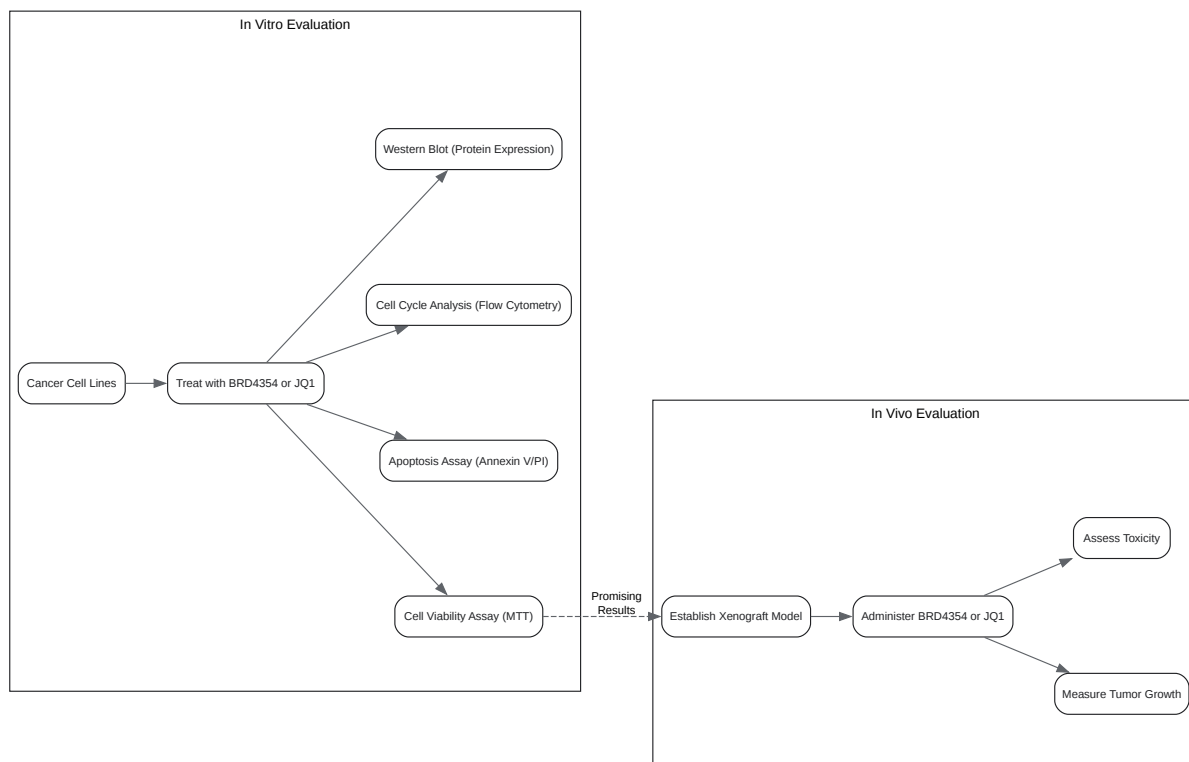 In Vitro Evaluation
Western Blot (Protein Expression)
Cell Cycle Analysis (Flow Cytometry)
Cancer Cell Lines
Treat with BRD4354 or JQ1
Apoptosis Assay (Annexin V/PI)
Cell Viability Assay (MTT)
Promising
Results
In Vivo Evaluation
Establish Xenograft Model
Administer BRD4354 or JQ1
Assess Toxicity
Measure Tumor Growth